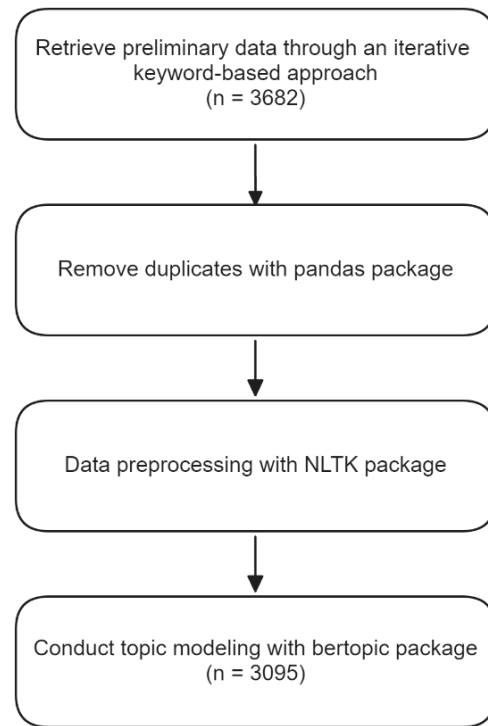 Retrieve preliminary data through an iterative
keyword-based approach
(n = 3682)
Remove duplicates with pandas package
Data preprocessing with NLTK package
Conduct topic modeling with bertopic package
(n = 3095)